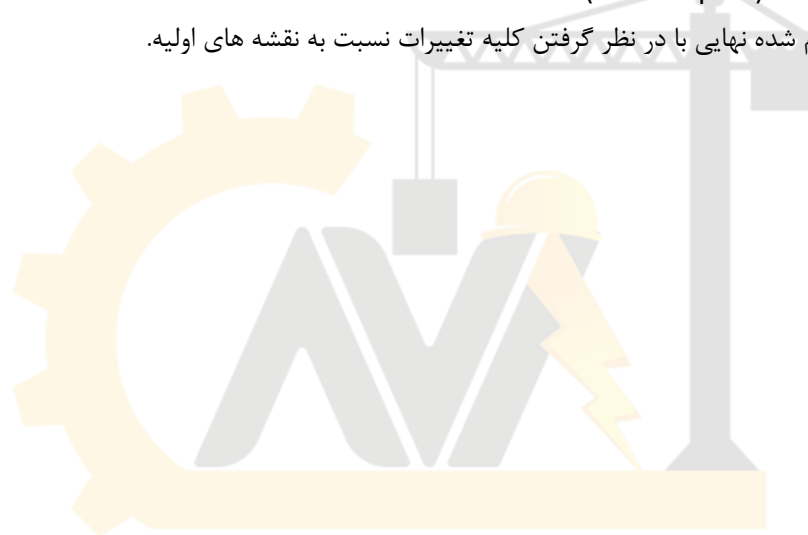 شده نهایی با در نظر گرفتن کلیه تغییرات نسبت به نقشه های اولیه.